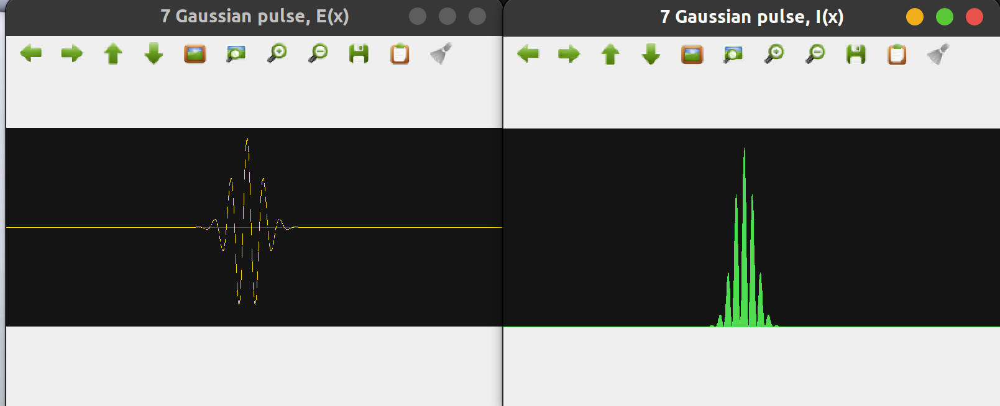 7 Gaussian pulse, E(x)
7 Gaussian pulse, I(x)